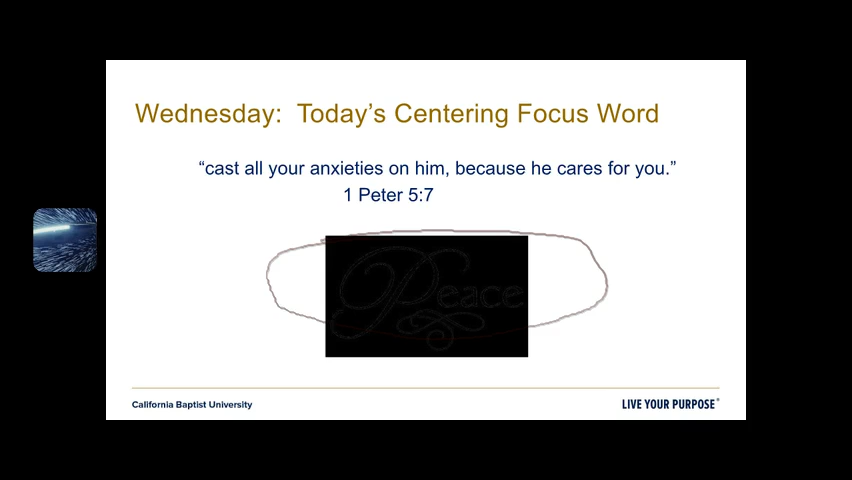 Wednesday:  Today’s Centering Focus Word
“cast all your anxieties on him, because he cares for you.”
1 Peter 5:7
Peace
California Baptist University
LIVE YOUR PURPOSE®